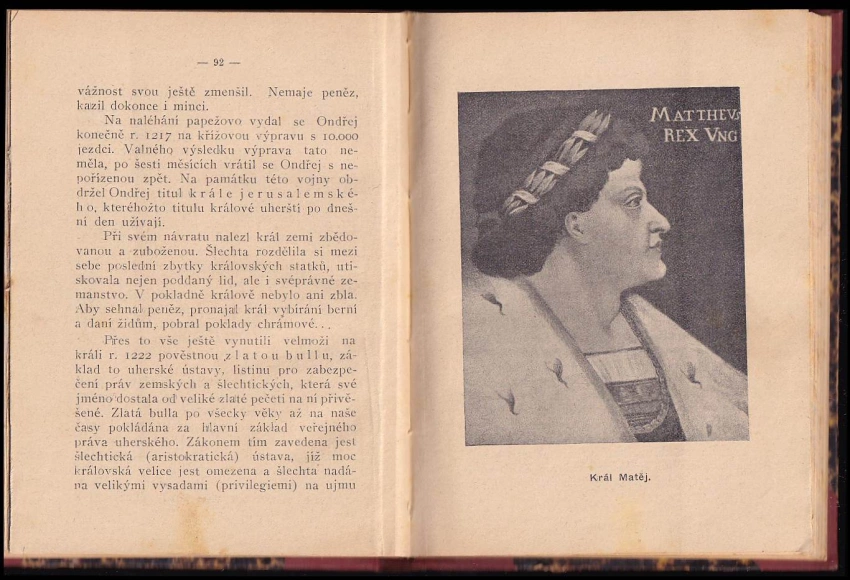 — 92 —
vážnost svou ještě zmenšil. Nemaje peněz,
kazil dokonce i minci.
Na naléhání papežovo vydal se Ondřej
konečně r. 1217 na křížovou výpravu s 10.000
jezdci. Valného výsledku výprava tato ne-
měla, po šesti měsících vrátil se Ondřej s ne-
pořízenou zpět. Na památku této vojny ob-
držel Ondřej titul krále jerusalemské-
ho, kteréhožto titulu králové uherští po dneš-
ní den užívají.
Při svém návratu nalezl král zemi zbědo-
vanou a zuboženou. Šlechta rozdělila si mezi
sebe poslední zbytky královských statků, uti-
skovala nejen poddaný lid, ale i svéprávné ze-
manstvo. V pokladně králově nebylo ani zbla.
Aby sehnal peněz, pronajal král vybírání berní
a daní židům, pobral poklady chrámové...
Přes to vše ještě vynutili velmoži na
králi r. 1222 pověstnou zlatou bullu, zá-
klad to uherské ústavy, listinu pro zabezpe-
čení práv zemských a šlechtických, která své
jméno dostala od veliké zlaté pečeti na ní přivě-
šené. Zlatá bulla po všecky věky až na naše
časy pokládána za hlavní základ veřejného
práva uherského. Zákonem tím zavedena jest
šlechtická (aristokratická) ústava, jíž moc
královská velice jest omezena a šlechta nadá-
na velikými vysadami (privilegiemi) na ujmu
MATTHEVS
REX VNG
Král Matěj.